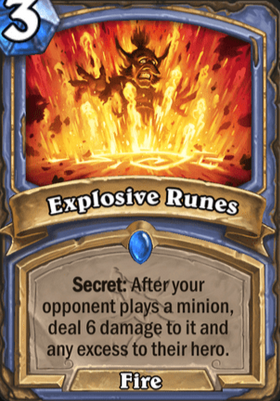 3
Explosive Runes
Secret: After your
opponent plays a minion,
deal 6 damage to it and
any excess to their hero.
Fire